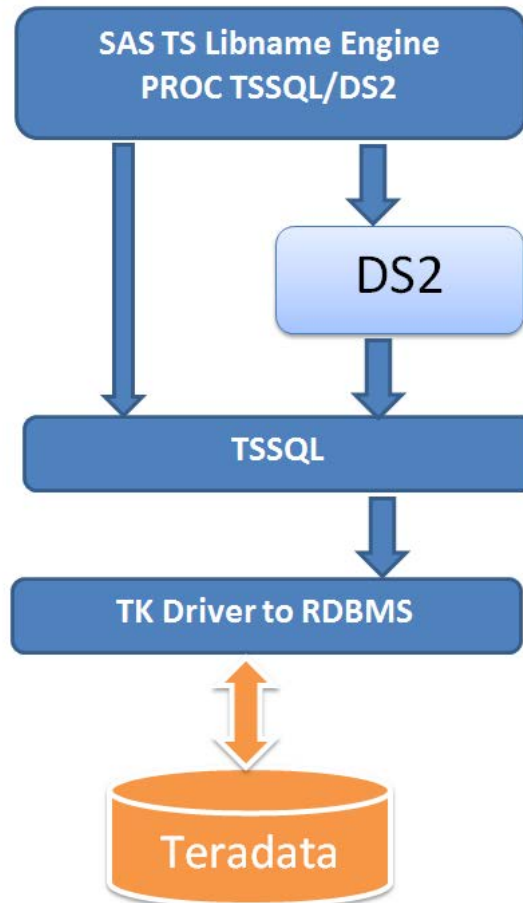 SAS TS Libname Engine
PROC TSSQL/DS2
DS2
TSSQL
TK Driver to RDBMS
Teradata